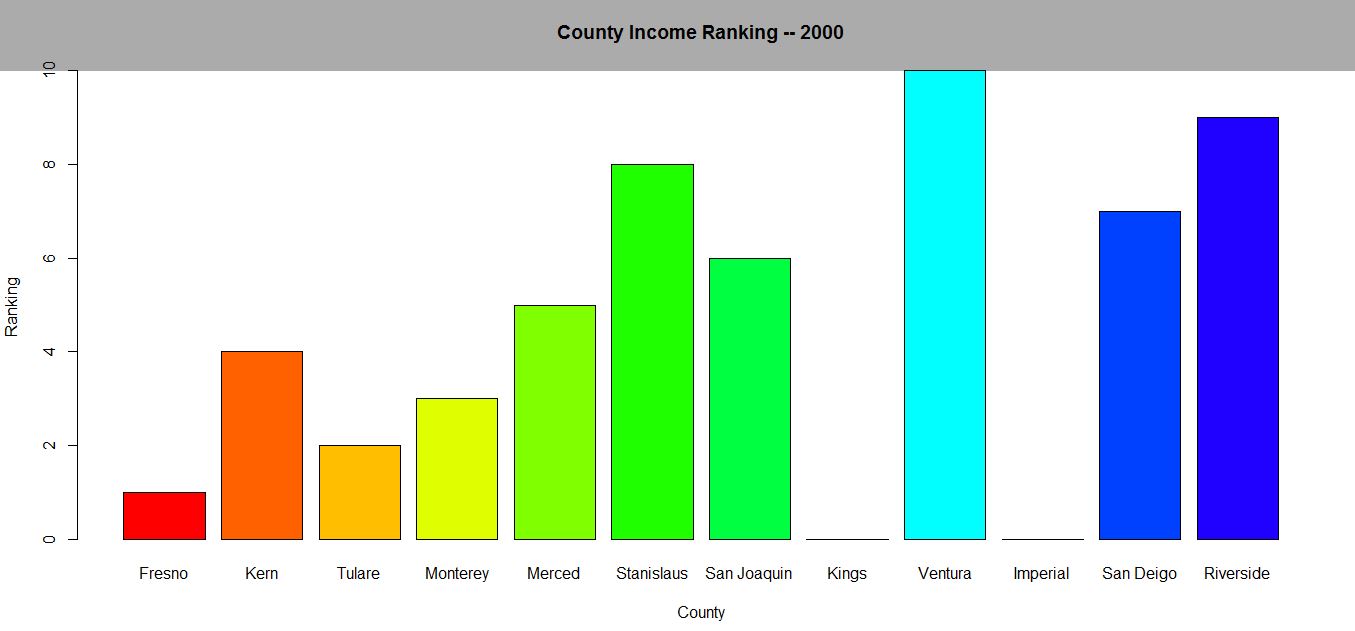 County Income Ranking -- 2000
10
8
6
4
2
0
Ranking
Fresno Kern Tulare Monterey Merced Stanislaus San Joaquin Kings Ventura Imperial San Deigo Riverside
County